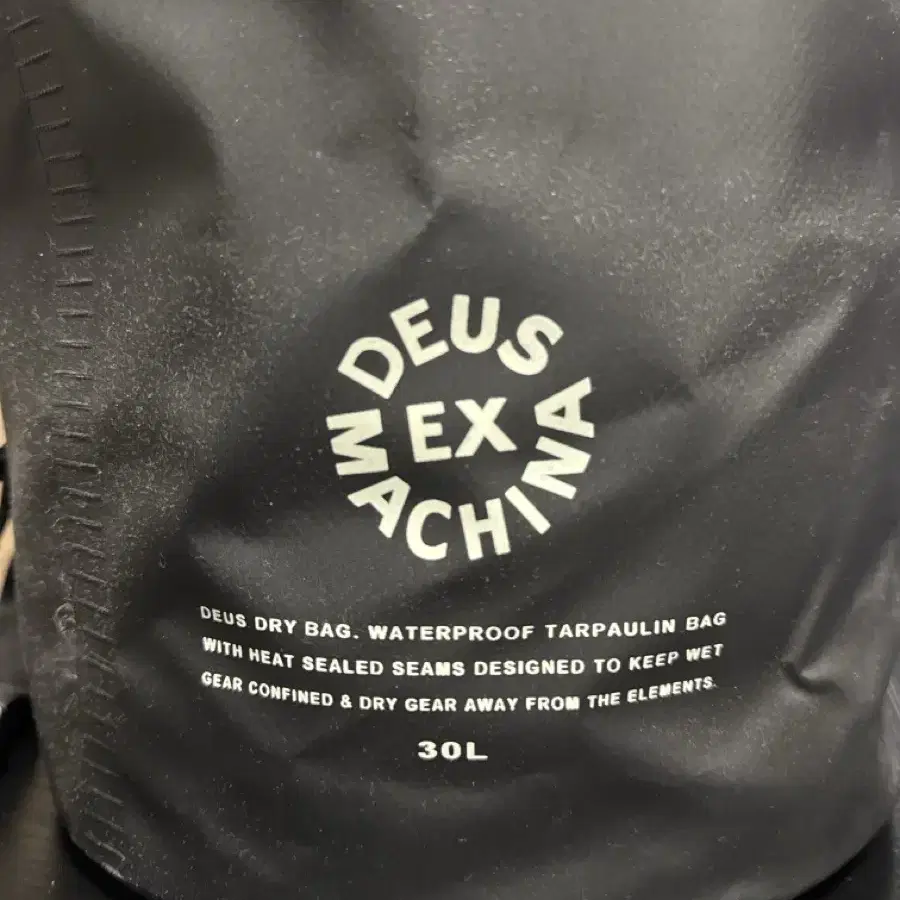 DEUS
EX
MACHINA
DEUS DRY BAG. WATERPROOF TARPAULIN BAG
WITH HEAT SEALED SEAMS DESIGNED TO KEEP WET
GEAR CONFINED & DRY GEAR AWAY FROM THE ELEMENTS.
30L